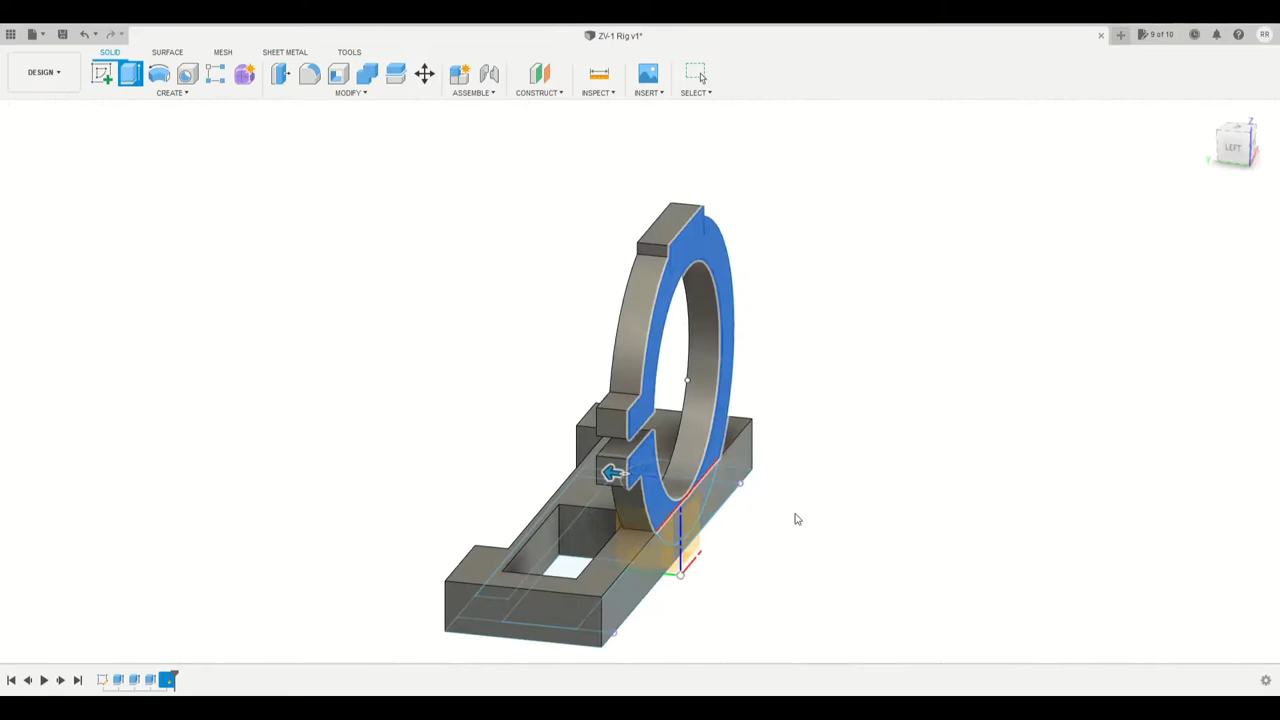 ZV-1 Rig v1*
9 of 10
RR
SOLID
SURFACE
MESH
SHEET METAL
TOOLS
DESIGN
CREATE
MODIFY
ASSEMBLE
CONSTRUCT
INSPECT
INSERT
SELECT
Z
LEFT
Y